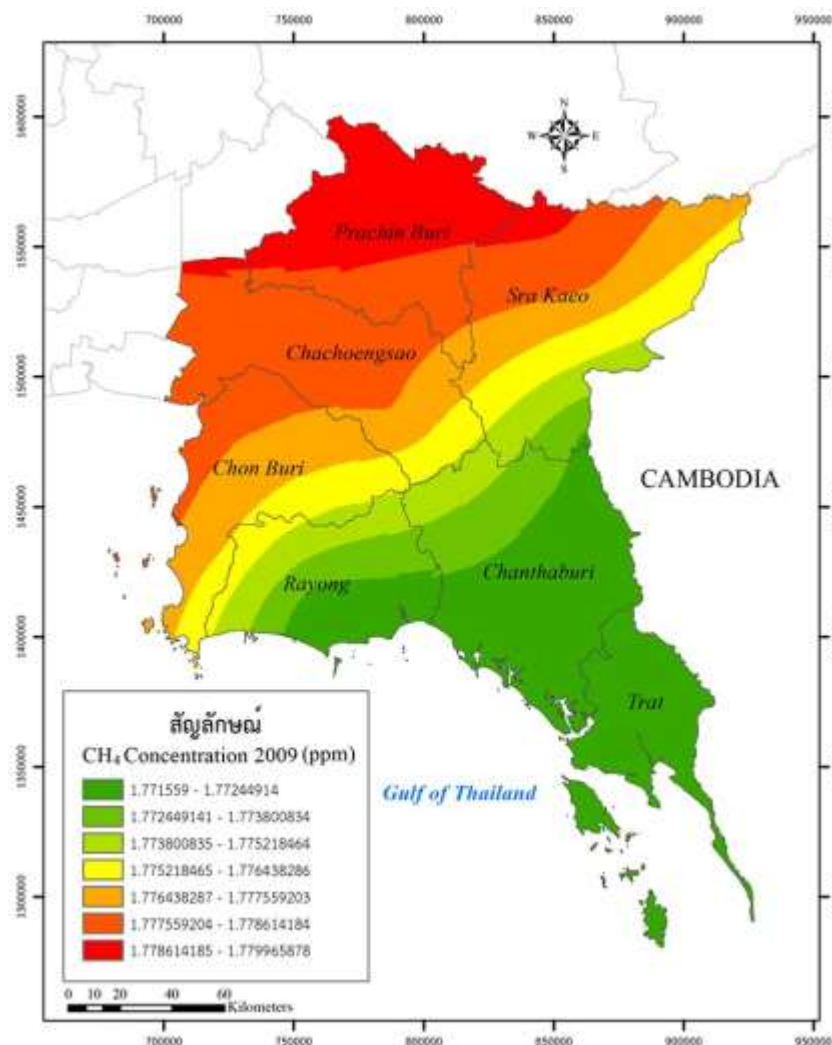 700000 750000 800000 850000 900000 950000
1600000
1550000
1500000
1450000
1400000
1350000
1300000
N
W E
S
Prachin Buri
Sra Kaeo
Chachoengsao
Chon Buri
CAMBODIA
Rayong
Chanthaburi
Trat
Gulf of Thailand
สัญลักษณ์
CH₄ Concentration 2009 (ppm)
1.771559 - 1.77244914
1.772449141 - 1.773800834
1.773800835 - 1.775218464
1.775218465 - 1.776438286
1.776438287 - 1.777559203
1.777559204 - 1.778614184
1.778614185 - 1.779965878
0 10 20 40 60
Kilometers
700000 750000 800000 850000 900000 950000